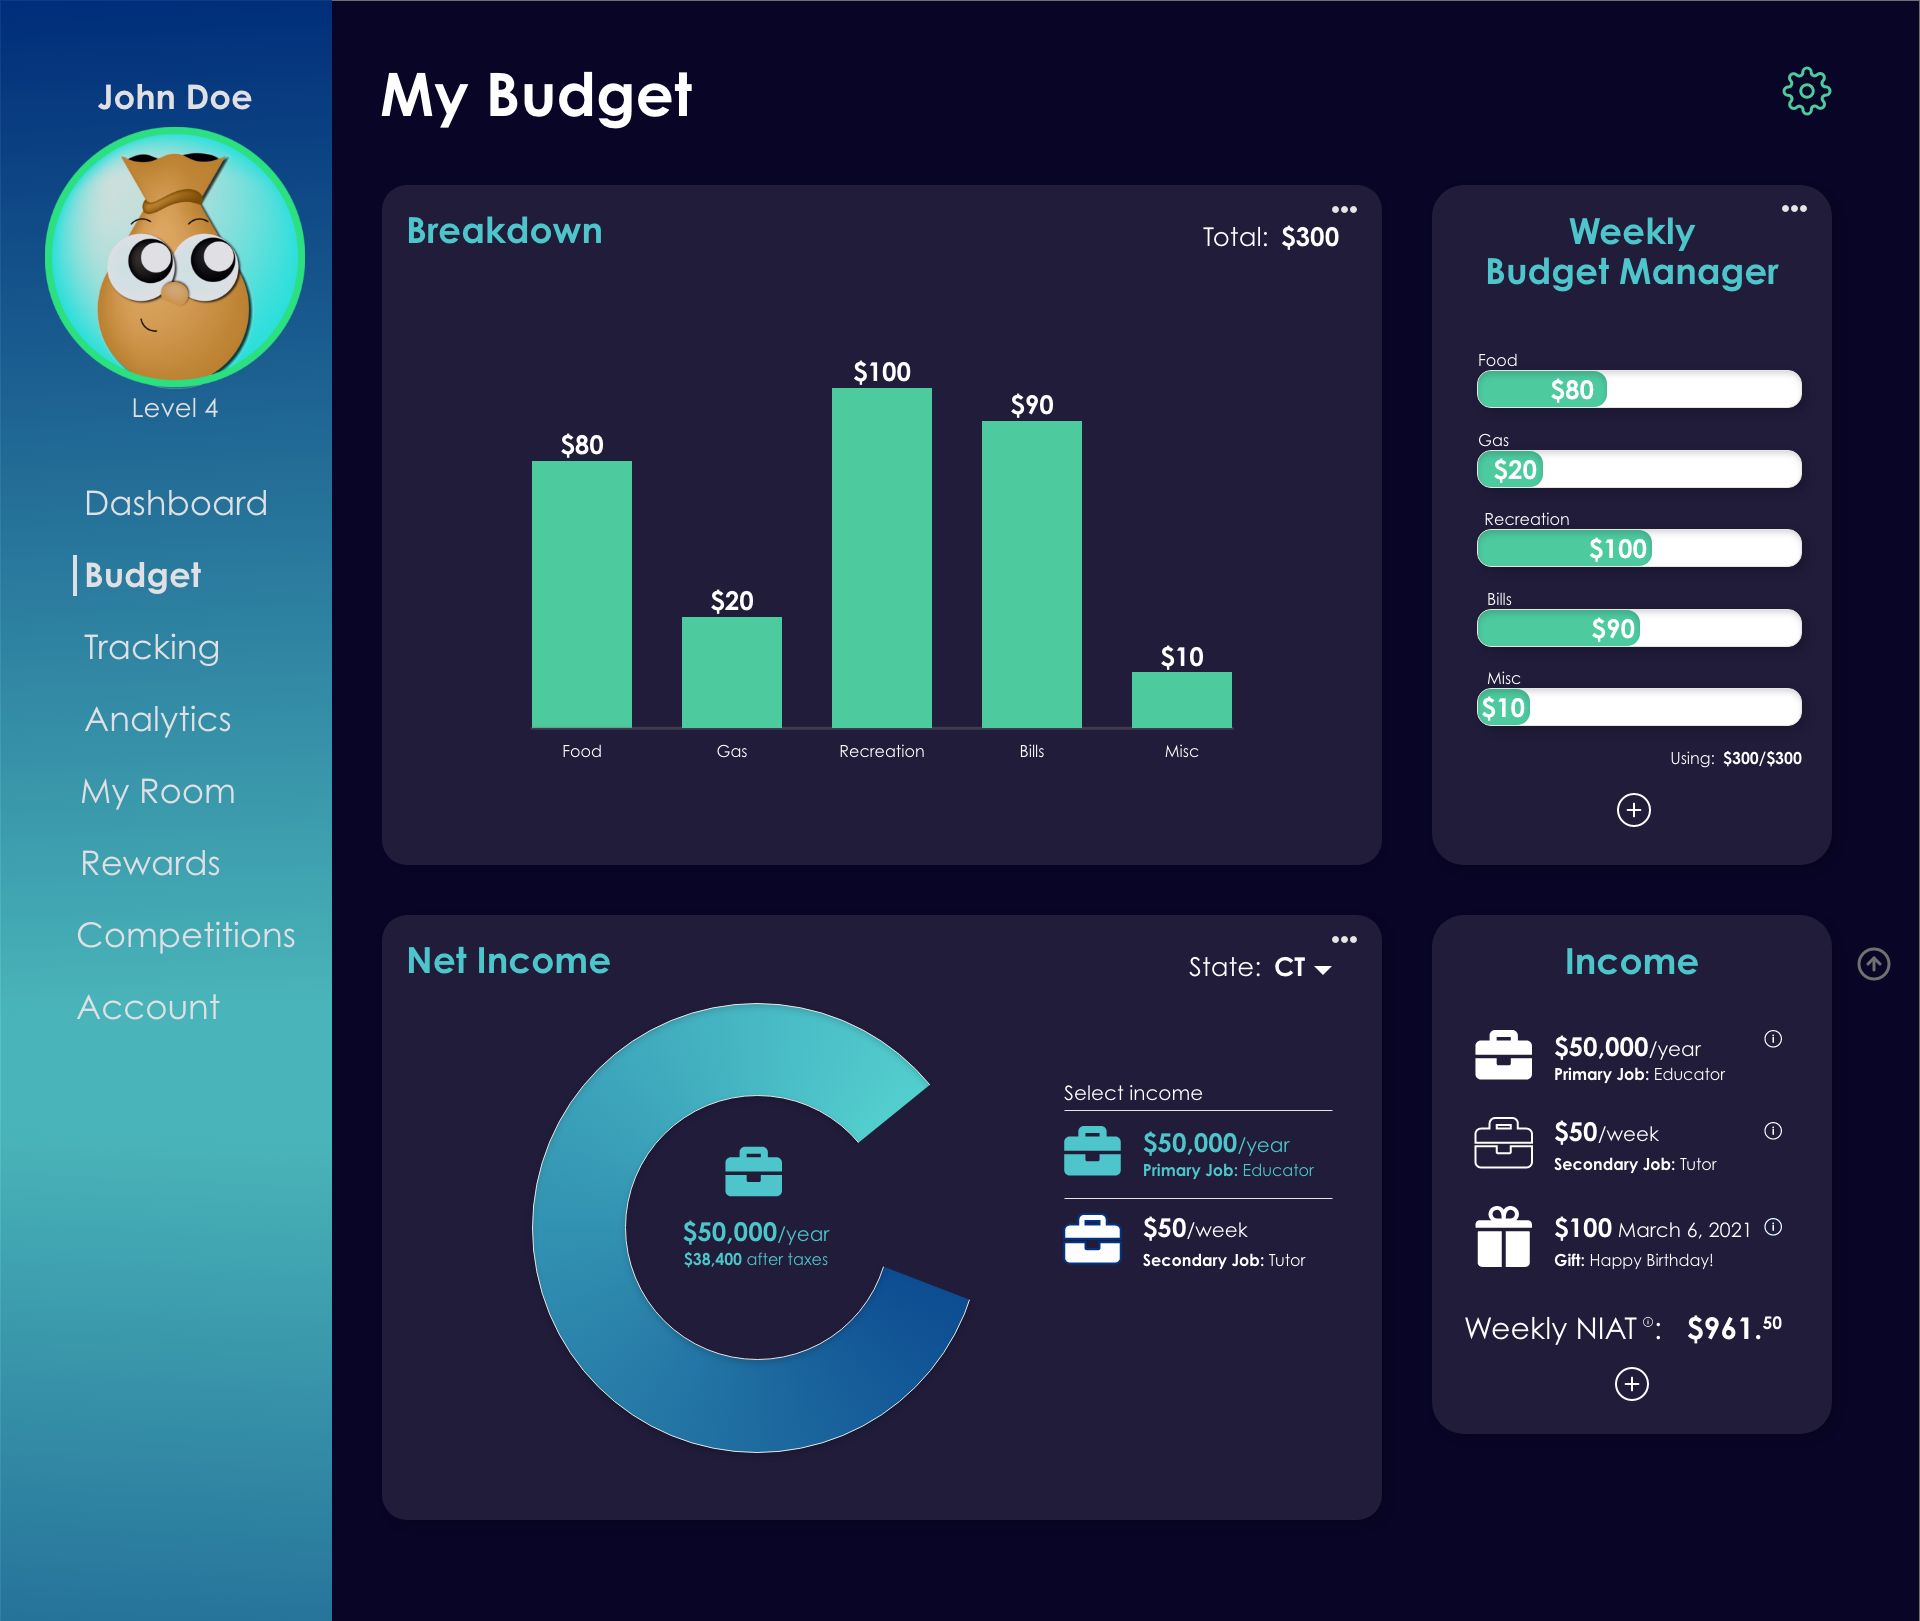 John Doe
Level 4
Dashboard
Budget
Tracking
Analytics
My Room
Rewards
Competitions
Account
My Budget
Breakdown
Total: $300
$80
$20
$100
$90
$10
Food Gas Recreation Bills Misc
Weekly
Budget Manager
Food
$80
Gas
$20
Recreation
$100
Bills
$90
Misc
$10
Using: $300/$300
Net Income
State: CT
$50,000/year
$38,400 after taxes
Select income
$50,000/year
Primary Job: Educator
$50/week
Secondary Job: Tutor
Income
$50,000/year
Primary Job: Educator
$50/week
Secondary Job: Tutor
$100 March 6, 2021
Gift: Happy Birthday!
Weekly NIAT: $961.50